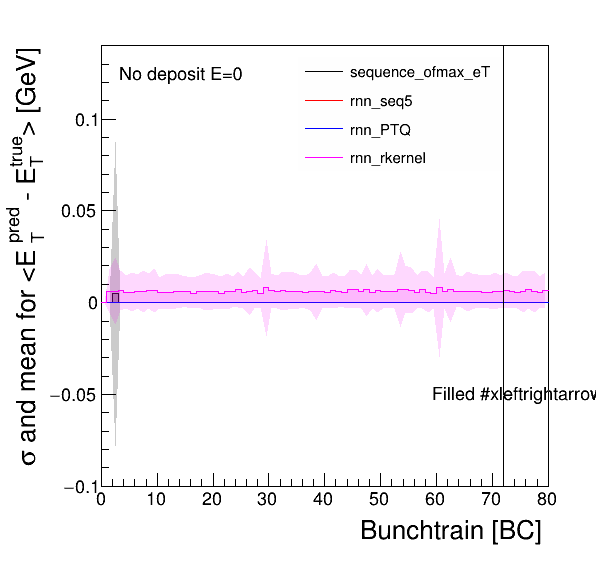 No deposit E=0
sequence_ofmax_eT
rnn_seq5
rnn_PTQ
rnn_rkernel
σ and mean for <E_T^pred - E_T^true> [GeV]
0.1
0.05
0
−0.05
−0.1
Filled #xleftrightarrow
0 10 20 30 40 50 60 70 80
Bunchtrain [BC]